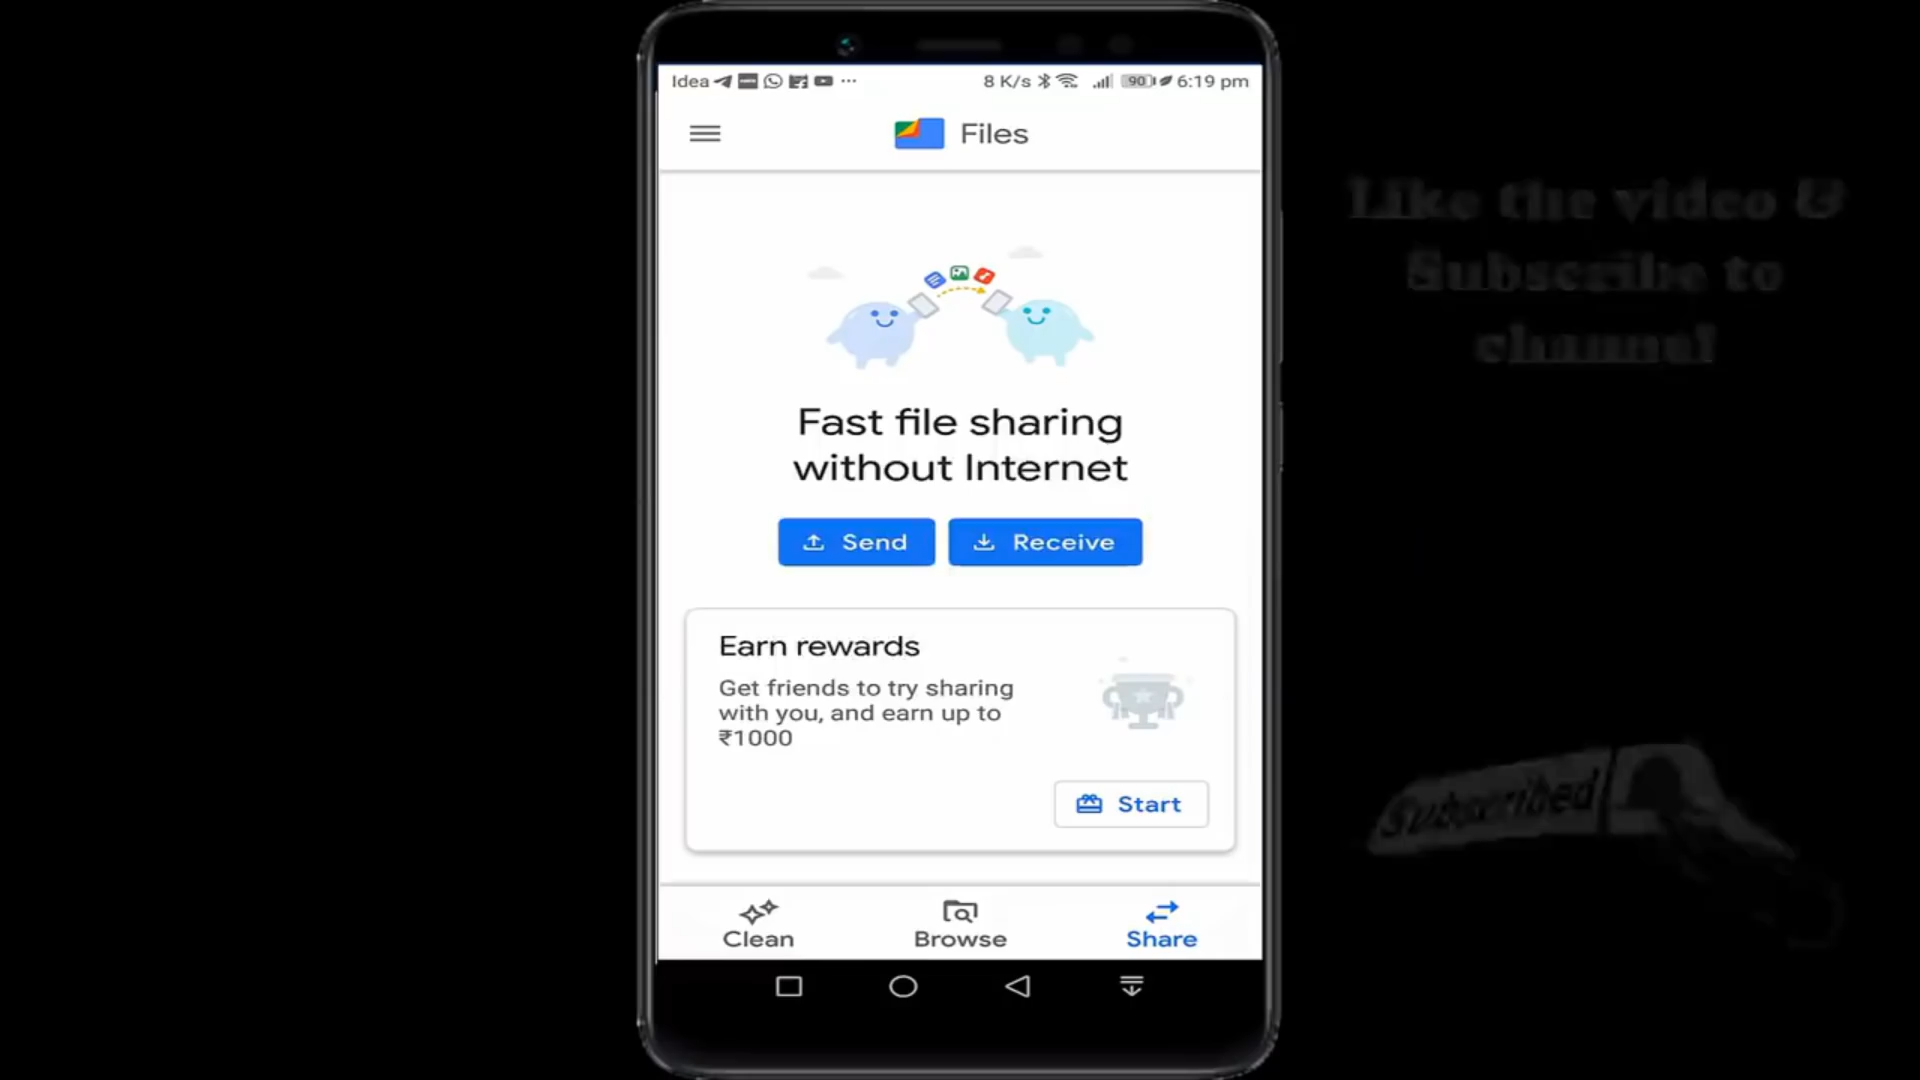 Idea ... 8 K/s 90 6:19 pm
Files
Like the video &
Subscribe to
channel
Fast file sharing
without Internet
Send Receive
Earn rewards
Get friends to try sharing
with you, and earn up to
₹1000
Start
Subscribed
Clean Browse Share